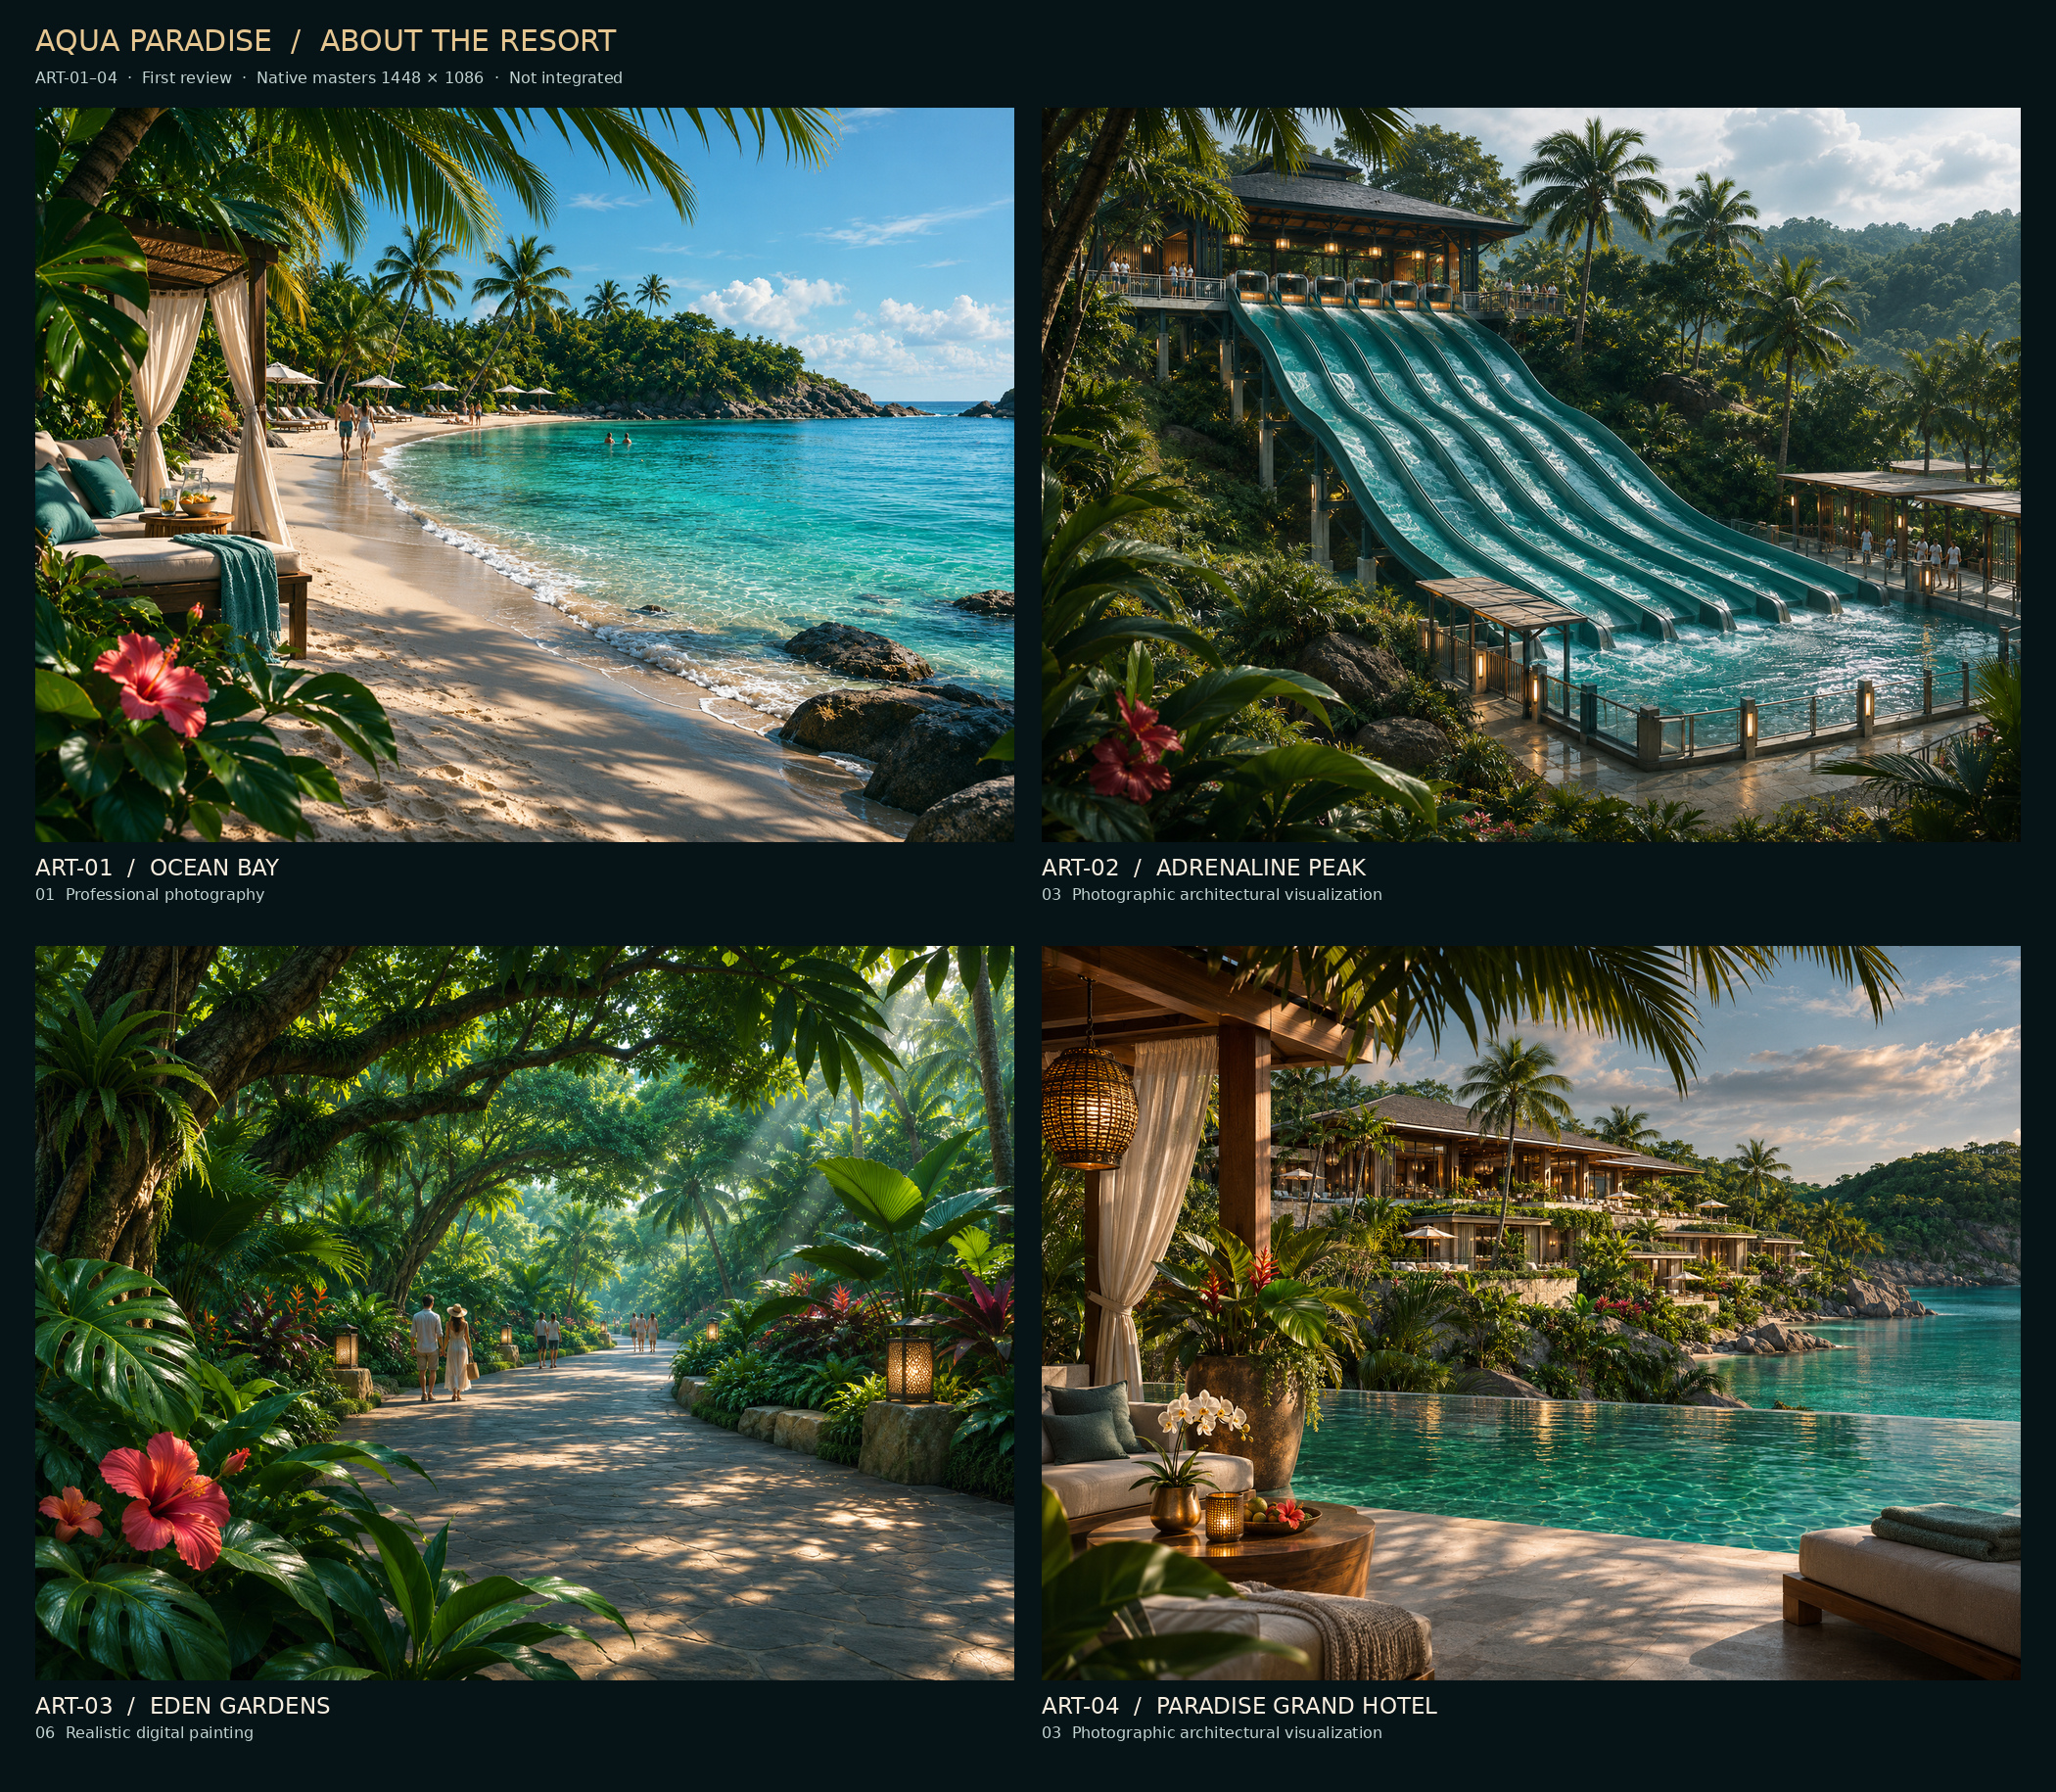 AQUA PARADISE / ABOUT THE RESORT
ART-01–04 · First review · Native masters 1448 × 1086 · Not integrated
ART-01 / OCEAN BAY
01 Professional photography
ART-02 / ADRENALINE PEAK
03 Photographic architectural visualization
ART-03 / EDEN GARDENS
06 Realistic digital painting
ART-04 / PARADISE GRAND HOTEL
03 Photographic architectural visualization